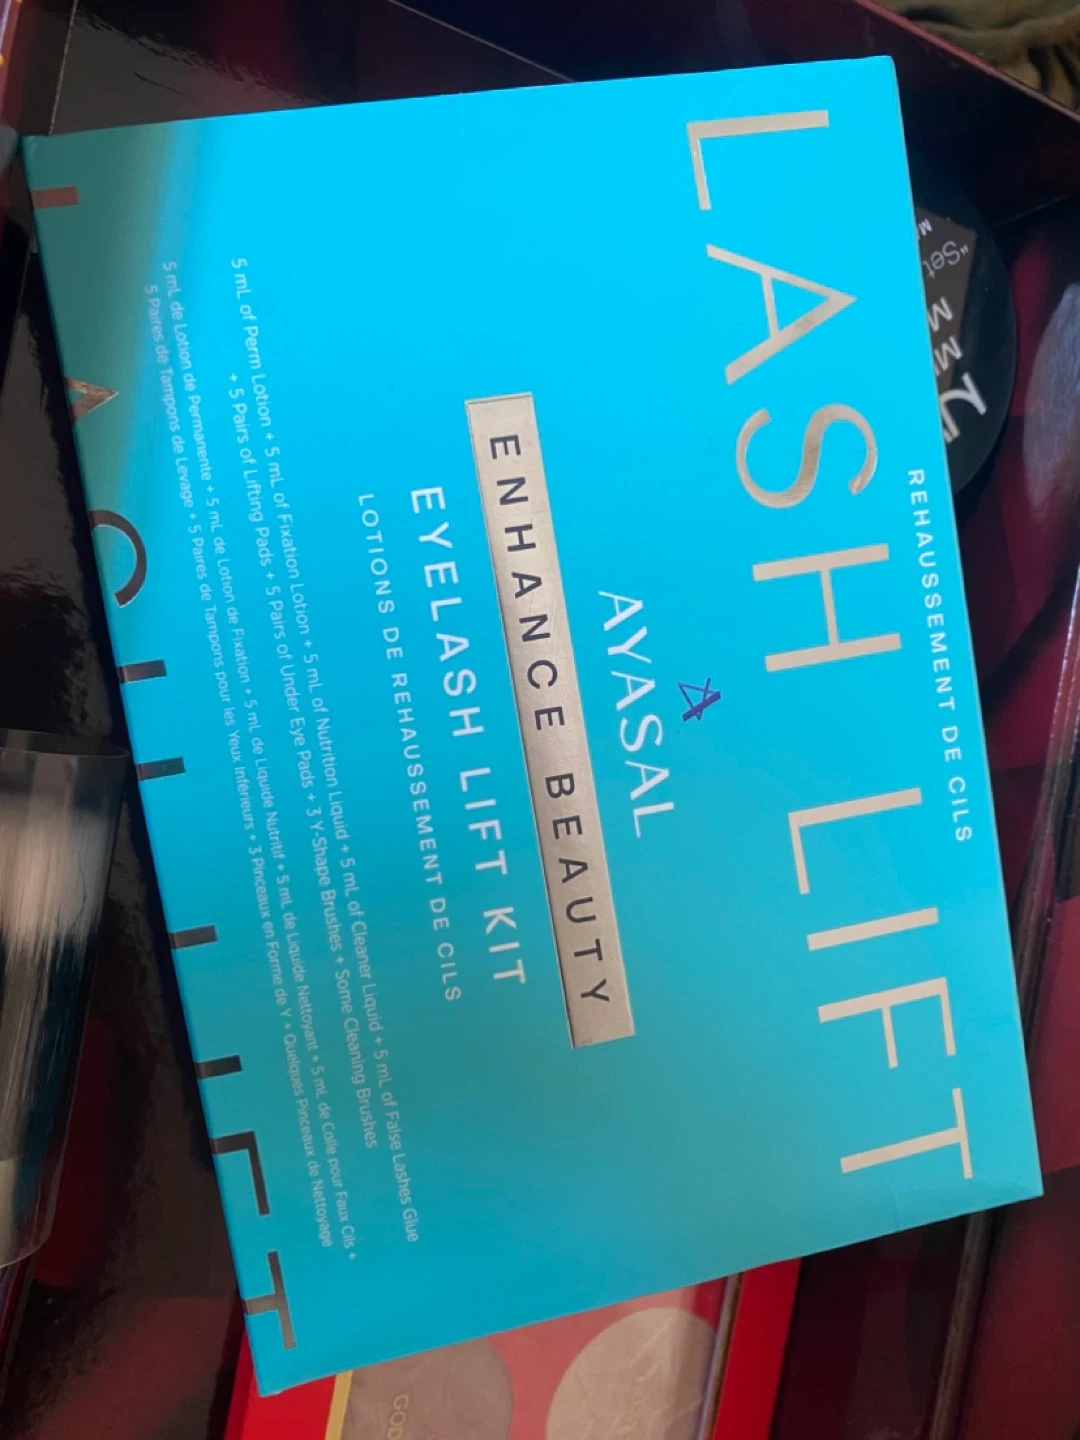 REHAUSSEMENT DE CILS
LASH LIFT
AYASAL
ENHANCE BEAUTY
EYELASH LIFT KIT
LOTIONS DE REHAUSSEMENT DE CILS
5 mL of Perm Lotion + 5 mL of Fixation Lotion + 5 mL of Nutrition Liquid + 5 mL of Cleaner Liquid + 5 mL of False Lashes Glue
+ 5 Pairs of Lifting Pads + 5 Pairs of Under Eye Pads + 3 Y-Shape Brushes + Some Cleaning Brushes
5 mL de Lotion de Permanente + 5 mL de Lotion de Fixation + 5 mL de Liquide Nutritif + 5 mL de Liquide Nettoyant + 5 mL de Colle pour Faux Cils +
5 Paires de Tampons de Levage + 5 Paires de Tampons pour les Yeux Inférieurs + 3 Pinceaux en Forme de Y + Quelques Pinceaux de Nettoyage
LASH LIFT
"Set